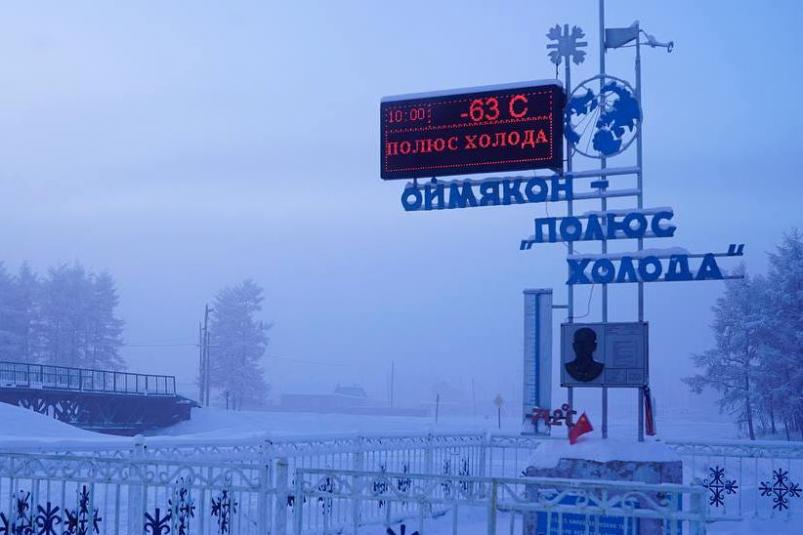 10:00 -63 С
ПОЛЮС ХОЛОДА
ОЙМЯКОН -
"ПОЛЮС
ХОЛОДА"